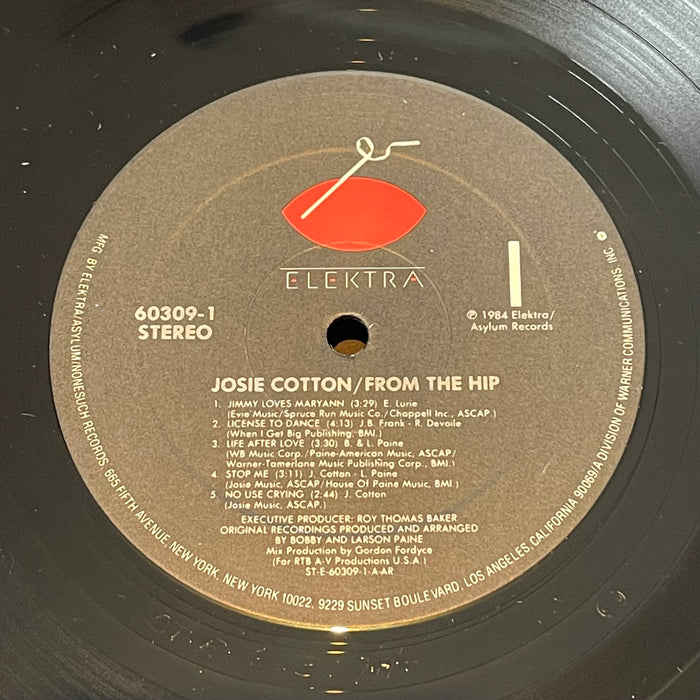 ELEKTRA
1
60309-1
STEREO
℗ 1984 Elektra/
Asylum Records
JOSIE COTTON/FROM THE HIP
1. JIMMY LOVES MARYANN (3:29) E. Lurie
(Evie Music/Spruce Run Music Co./Chappell Inc., ASCAP.)
2. LICENSE TO DANCE (4:13) J.B. Frank - R. Devoile
(When I Get Big Publishing, BMI.)
3. LIFE AFTER LOVE (3:30) B. & L. Paine
(WB Music Corp./Paine-American Music, ASCAP/
Warner-Tamerlane Music Publishing Corp., BMI.)
4. STOP ME (3:11) J. Cotton - L. Paine
(Josie Music, ASCAP/House Of Paine Music, BMI.)
5. NO USE CRYING (2:44) J. Cotton
(Josie Music, ASCAP.)
EXECUTIVE PRODUCER: ROY THOMAS BAKER
ORIGINAL RECORDINGS PRODUCED AND ARRANGED
BY BOBBY AND LARSON PAINE
Mix Production by Gordon Fordyce
(For RTB A-V Productions U.S.A.)
ST-E-60309-1-A-AR
MFG. BY ELEKTRA/ASYLUM/NONESUCH RECORDS, 665 FIFTH AVENUE, NEW YORK, NEW YORK 10022. 9229 SUNSET BOULEVARD, LOS ANGELES, CALIFORNIA 90069/A DIVISION OF WARNER COMMUNICATIONS INC.